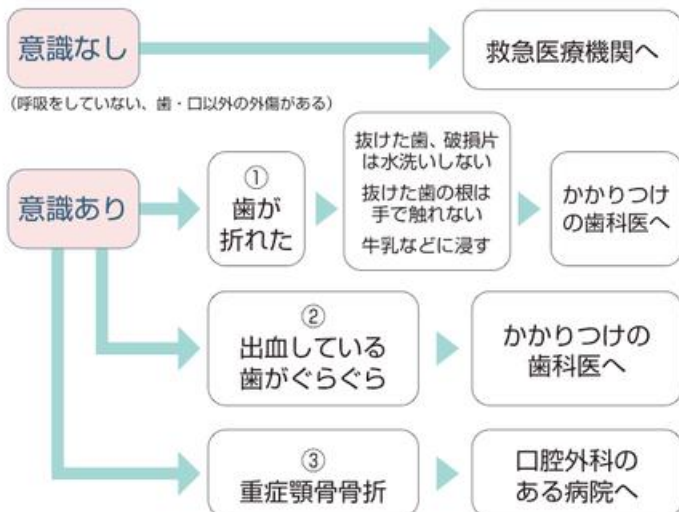 意識なし
救急医療機関へ
(呼吸をしていない、歯・口以外の外傷がある)
意識あり
①
歯が
折れた
抜けた歯、破損片
は水洗いしない
抜けた歯の根は
手で触れない
牛乳などに浸す
かかりつけ
の歯科医へ
②
出血している
歯がぐらぐら
かかりつけの
歯科医へ
③
重症顎骨骨折
口腔外科の
ある病院へ